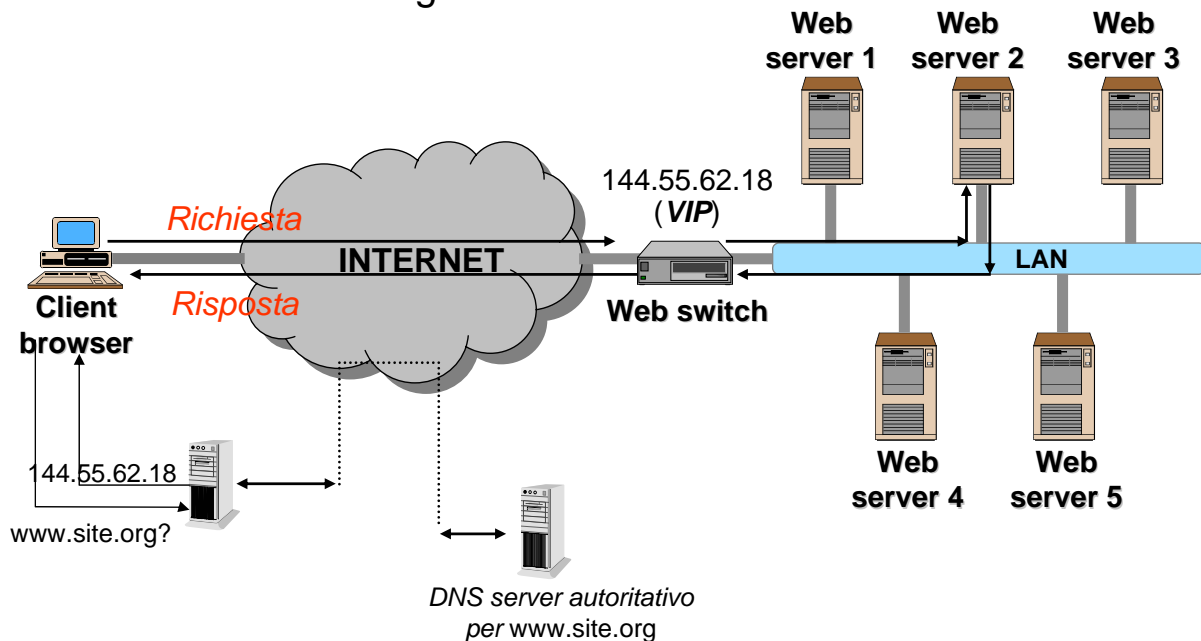 Web
server 1
Web
server 2
Web
server 3
144.55.62.18
(VIP)
Richiesta
INTERNET
LAN
Risposta
Client
browser
Web switch
144.55.62.18
www.site.org?
Web
server 4
Web
server 5
DNS server autoritativo
per www.site.org